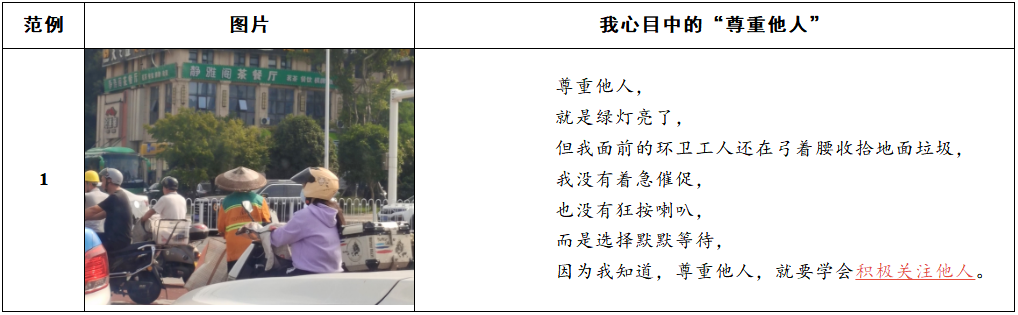 范例
图片
我心目中的“尊重他人”
1
静雅阁茶餐厅
尊重他人，
就是绿灯亮了，
但我面前的环卫工人还在弓着腰收拾地面垃圾，
我没有着急催促，
也没有狂按喇叭，
而是选择默默等待，
因为我知道，尊重他人，就要学会积极关注他人。